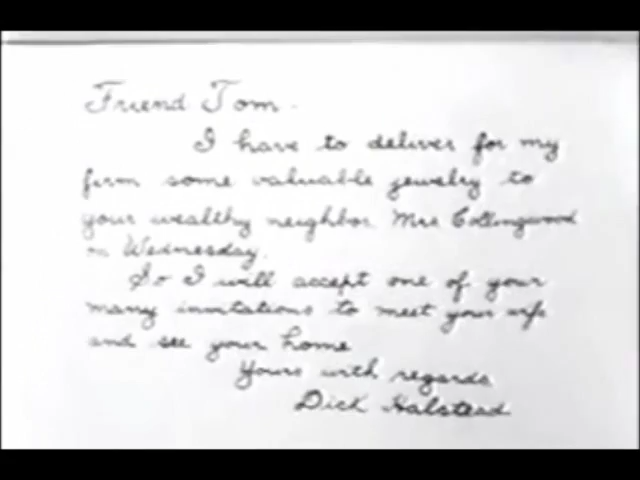 Friend Tom.
I have to deliver for my
firm some valuable jewelry to
your wealthy neighbor Mrs Collingwood
on Wednesday.
So I will accept one of your
many invitations to meet your wife
and see your home
Yours with regards
Dick Halstead